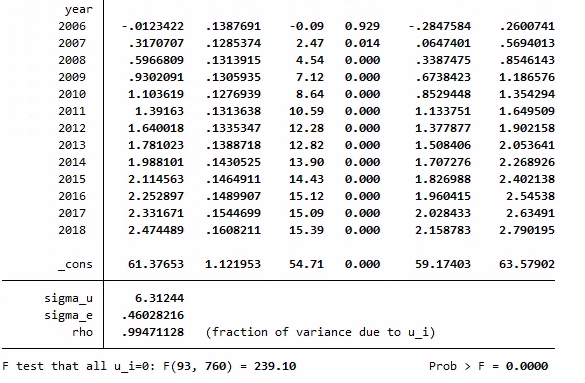 year
2006 -.0123422 .1387691 -0.09 0.929 -.2847584 .2600741
2007 .3170707 .1285374 2.47 0.014 .0647401 .5694013
2008 .5966809 .1313915 4.54 0.000 .3387475 .8546143
2009 .9302091 .1305935 7.12 0.000 .6738423 1.186576
2010 1.103619 .1276939 8.64 0.000 .8529448 1.354294
2011 1.39163 .1313638 10.59 0.000 1.133751 1.649509
2012 1.640018 .1335347 12.28 0.000 1.377877 1.902158
2013 1.781023 .1388718 12.82 0.000 1.508406 2.053641
2014 1.988101 .1430525 13.90 0.000 1.707276 2.268926
2015 2.114563 .1464911 14.43 0.000 1.826988 2.402138
2016 2.252897 .1489907 15.12 0.000 1.960415 2.54538
2017 2.331671 .1544699 15.09 0.000 2.028433 2.63491
2018 2.474489 .1608211 15.39 0.000 2.158783 2.790195
_cons 61.37653 1.121953 54.71 0.000 59.17403 63.57902
sigma_u 6.31244
sigma_e .46028216
rho .99471128 (fraction of variance due to u_i)
F test that all u_i=0: F(93, 760) = 239.10 Prob > F = 0.0000